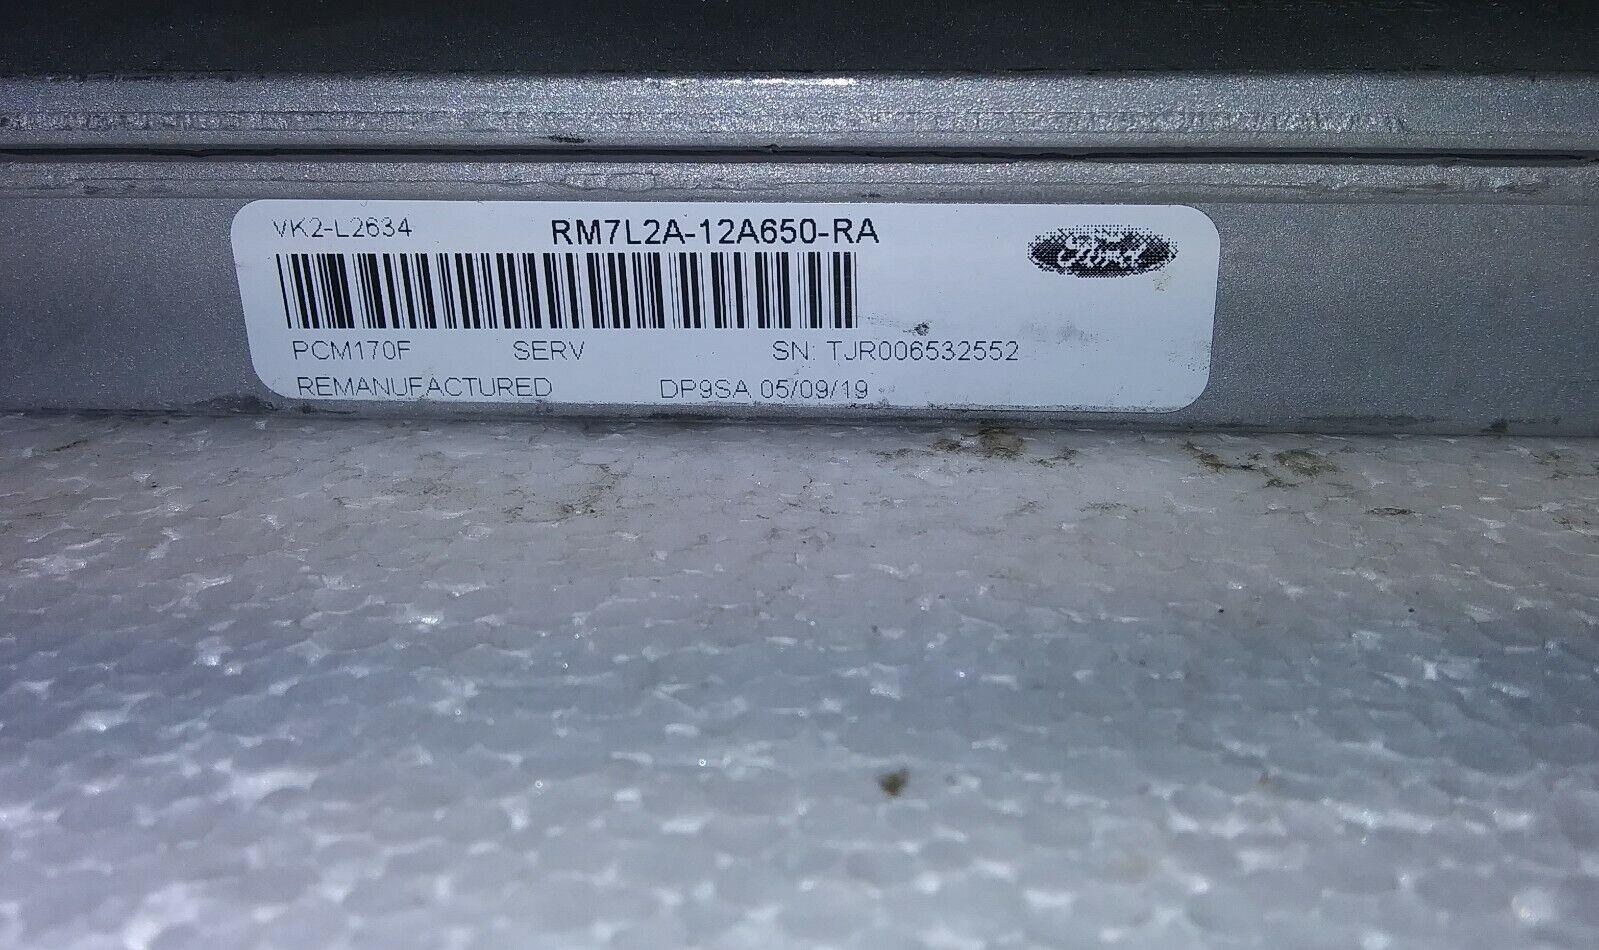 VK2-L2634 RM7L2A-12A650-RA Ford
PCM170F SERV SN: TJR006532552
REMANUFACTURED DP9SA 05/09/19